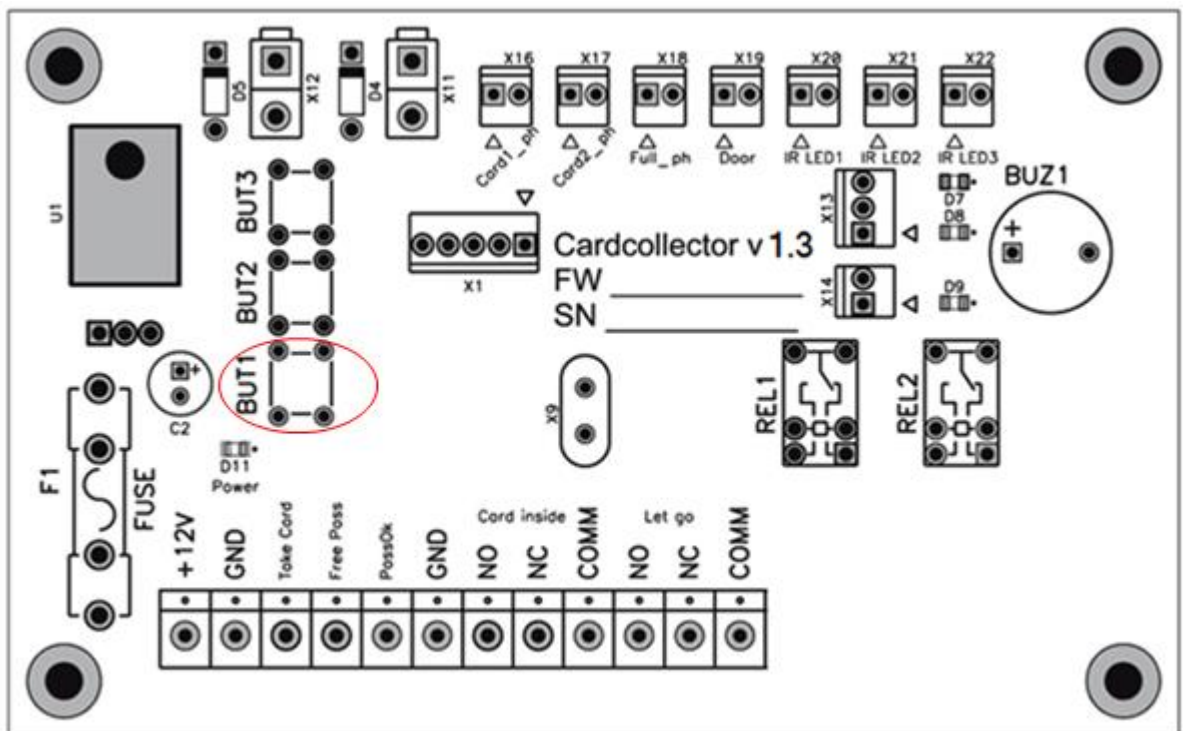 X16
X17
X18
X19
X20
X21
X22
D5
X12
D4
X11
Card1_ph
Card2_ph
Full_ph
Door
IR LED1
IR LED2
IR LED3
U1
BUT3
X13
D7
D8
BUZ1
+
Cardcollector v 1.3
X1
FW
BUT2
X14
D9
SN
BUT1
+
C2
X9
REL1
REL2
D11
Power
F1
FUSE
Card inside
Let go
+12V
GND
Take Card
Free Pass
PassOk
GND
NO
NC
COMM
NO
NC
COMM